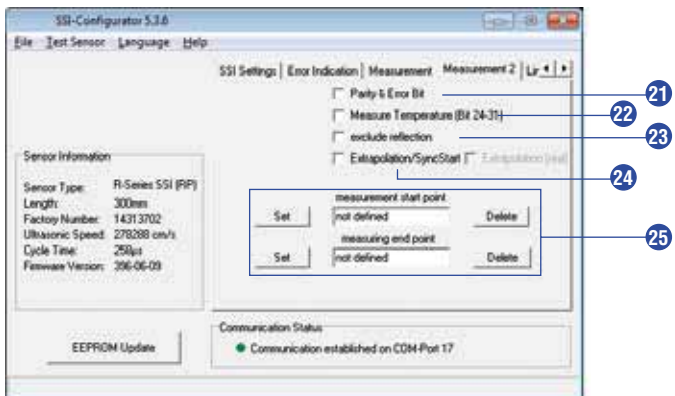 SSI-Configurator 5.3.6
File Test Sensor Language Help
SSI Settings Error Indication Measurement Measurement 2
Parity & Error Bit 21
Measure Temperature (Bit 24-31) 22
exclude reflection 23
Extrapolation/SyncStart
24
Sensor Information
Sensor Type: R-Series SSI (RP)
Length: 300mm
Factory Number: 14313702
Ultrasonic Speed: 278288 cm/s
Cycle Time: 250µs
Firmware Version: 396-06-09
measurement start point
Set not defined Delete
measuring end point
Set not defined Delete
25
EEPROM Update
Communication Status
Communication established on COM-Port 17